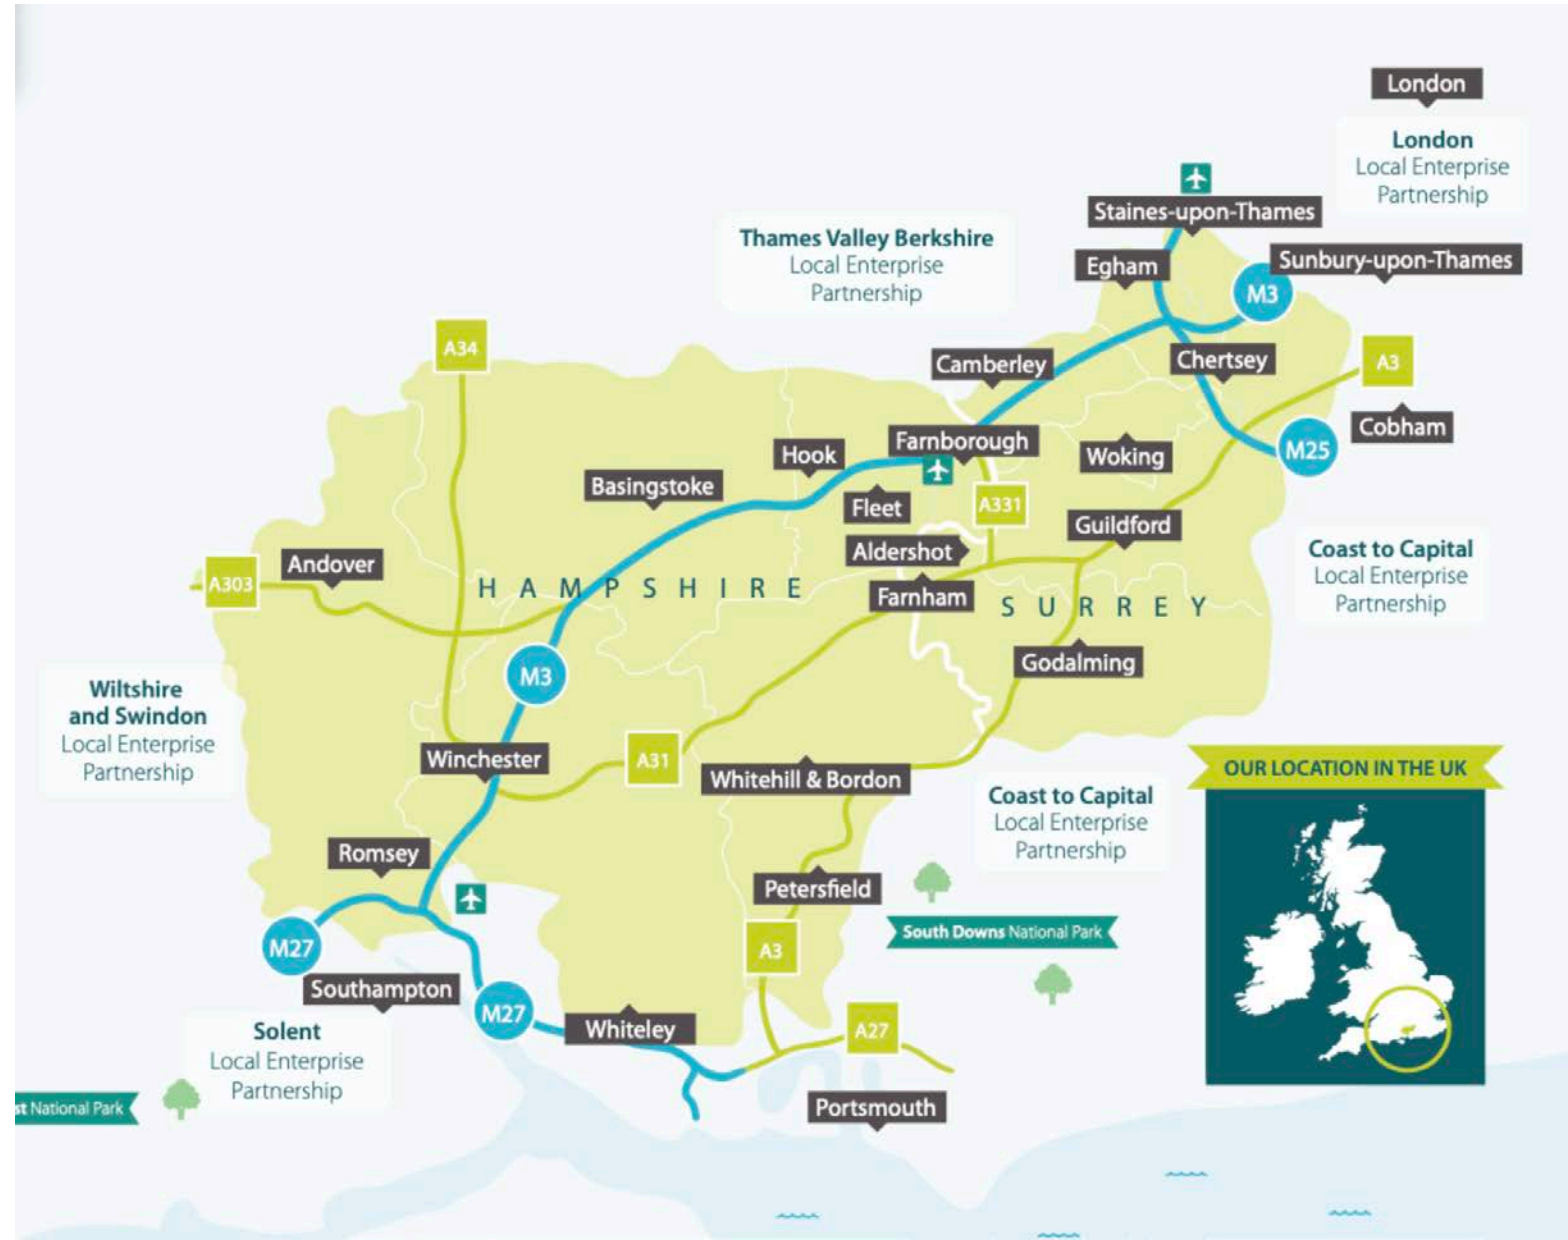 London
London
Local Enterprise
Partnership
Staines-upon-Thames
Thames Valley Berkshire
Local Enterprise
Partnership
Egham
Sunbury-upon-Thames
M3
A34
Camberley
Chertsey
A3
Cobham
Farnborough
Hook
Woking
M25
Basingstoke
Fleet
A331
Guildford
Aldershot
Coast to Capital
Local Enterprise
Partnership
Andover
A303
HAMPSHIRE
Farnham
SURREY
Godalming
M3
Wiltshire
and Swindon
Local Enterprise
Partnership
Winchester
A31
Whitehill & Bordon
OUR LOCATION IN THE UK
Coast to Capital
Local Enterprise
Partnership
Romsey
Petersfield
South Downs National Park
M27
A3
Southampton
M27
Whiteley
A27
Solent
Local Enterprise
Partnership
st National Park
Portsmouth